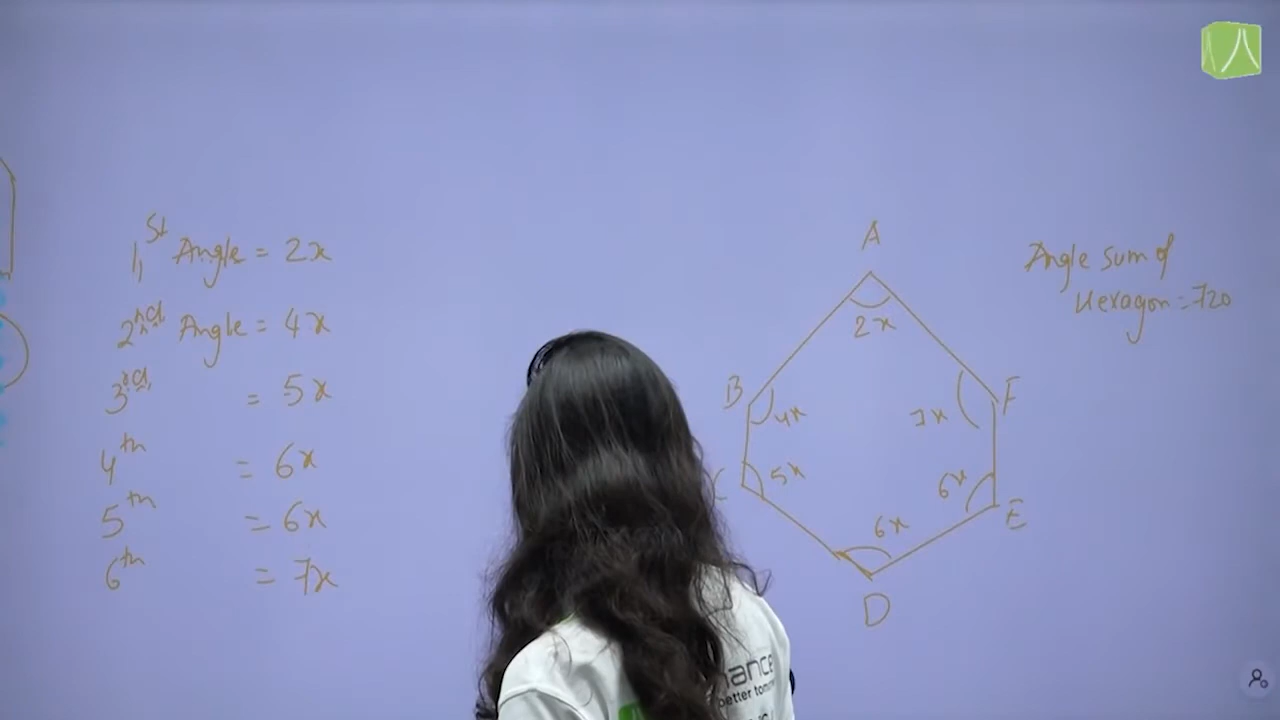 1st Angle = 2x
2nd Angle = 4x
3rd = 5x
4th = 6x
5th = 6x
6th = 7x
A
2x
B
4x
7x
F
C
5x
6x
E
6x
D
Angle sum of
Hexagon = 720
better